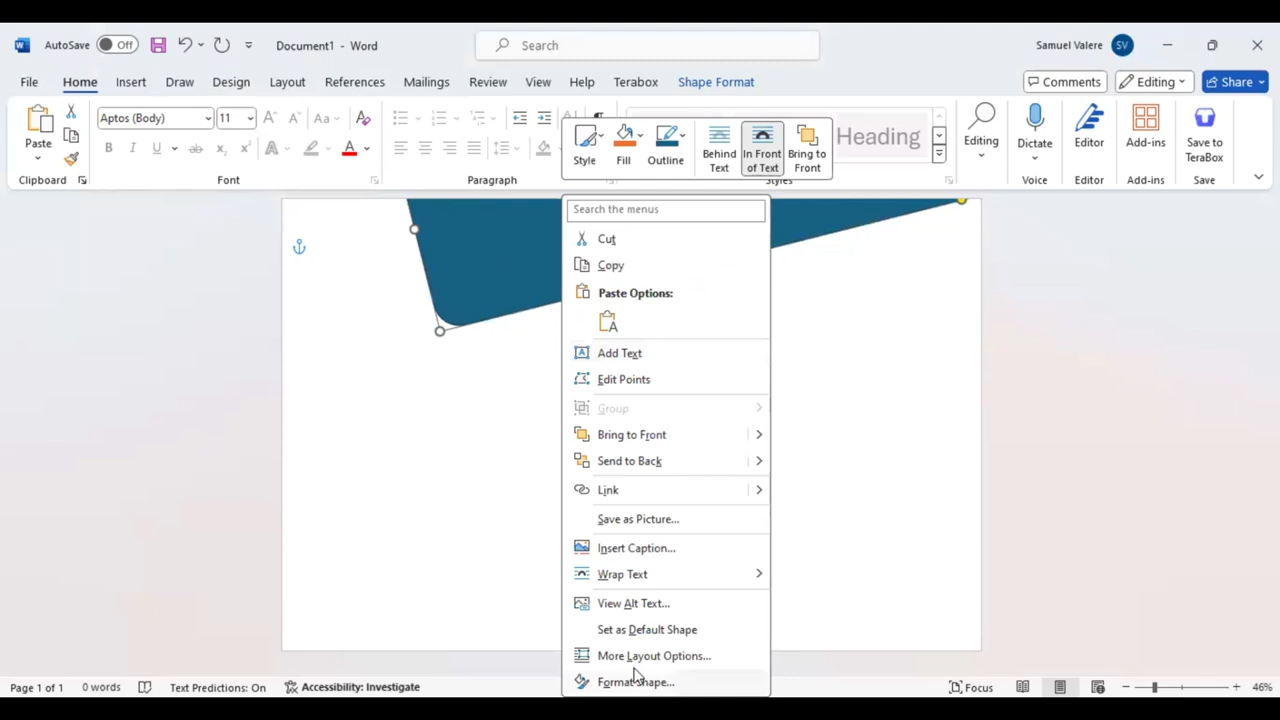 AutoSave Off Document1 - Word Search Samuel Valere SV
File Home Insert Draw Design Layout References Mailings Review View Help Terabox Shape Format Comments Editing Share
Paste
Aptos (Body) 11 Aa
Heading
Editing
Dictate
Editor
Add-ins
Save to
TeraBox
Clipboard Font Paragraph Styles Voice Editor Add-ins Save
Style Fill Outline
Behind
Text
In Front
of Text
Bring to
Front
Search the menus
Cut
Copy
Paste Options:
Add Text
Edit Points
Group
Bring to Front
Send to Back
Link
Save as Picture...
Insert Caption...
Wrap Text
View Alt Text...
Set as Default Shape
More Layout Options...
Format Shape...
Page 1 of 1 0 words Text Predictions: On Accessibility: Investigate Focus 46%